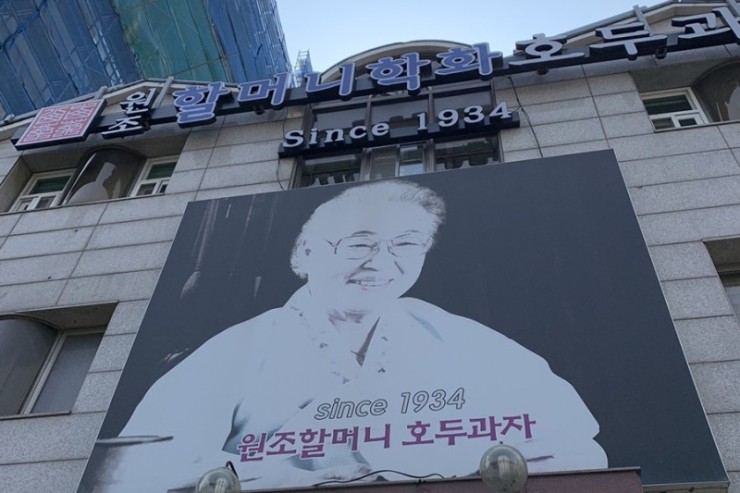 원조 할머니학화호두과
Since 1934
since 1934
원조할머니 호두과자